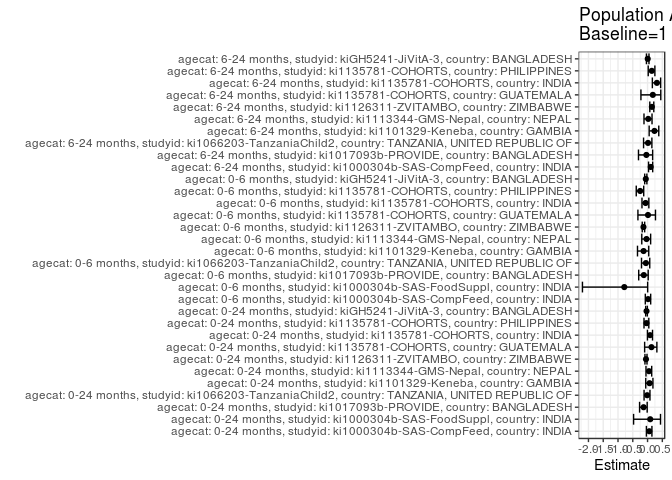 Population A
Baseline=1
agecat: 6-24 months, studyid: kiGH5241-JiVitA-3, country: BANGLADESH
agecat: 6-24 months, studyid: ki1135781-COHORTS, country: PHILIPPINES
agecat: 6-24 months, studyid: ki1135781-COHORTS, country: INDIA
agecat: 6-24 months, studyid: ki1135781-COHORTS, country: GUATEMALA
agecat: 6-24 months, studyid: ki1126311-ZVITAMBO, country: ZIMBABWE
agecat: 6-24 months, studyid: ki1113344-GMS-Nepal, country: NEPAL
agecat: 6-24 months, studyid: ki1101329-Keneba, country: GAMBIA
agecat: 6-24 months, studyid: ki1066203-TanzaniaChild2, country: TANZANIA, UNITED REPUBLIC OF
agecat: 6-24 months, studyid: ki1017093b-PROVIDE, country: BANGLADESH
agecat: 6-24 months, studyid: ki1000304b-SAS-CompFeed, country: INDIA
agecat: 0-6 months, studyid: kiGH5241-JiVitA-3, country: BANGLADESH
agecat: 0-6 months, studyid: ki1135781-COHORTS, country: PHILIPPINES
agecat: 0-6 months, studyid: ki1135781-COHORTS, country: INDIA
agecat: 0-6 months, studyid: ki1135781-COHORTS, country: GUATEMALA
agecat: 0-6 months, studyid: ki1126311-ZVITAMBO, country: ZIMBABWE
agecat: 0-6 months, studyid: ki1113344-GMS-Nepal, country: NEPAL
agecat: 0-6 months, studyid: ki1101329-Keneba, country: GAMBIA
agecat: 0-6 months, studyid: ki1066203-TanzaniaChild2, country: TANZANIA, UNITED REPUBLIC OF
agecat: 0-6 months, studyid: ki1017093b-PROVIDE, country: BANGLADESH
agecat: 0-6 months, studyid: ki1000304b-SAS-FoodSuppl, country: INDIA
agecat: 0-6 months, studyid: ki1000304b-SAS-CompFeed, country: INDIA
agecat: 0-24 months, studyid: kiGH5241-JiVitA-3, country: BANGLADESH
agecat: 0-24 months, studyid: ki1135781-COHORTS, country: PHILIPPINES
agecat: 0-24 months, studyid: ki1135781-COHORTS, country: INDIA
agecat: 0-24 months, studyid: ki1135781-COHORTS, country: GUATEMALA
agecat: 0-24 months, studyid: ki1126311-ZVITAMBO, country: ZIMBABWE
agecat: 0-24 months, studyid: ki1113344-GMS-Nepal, country: NEPAL
agecat: 0-24 months, studyid: ki1101329-Keneba, country: GAMBIA
agecat: 0-24 months, studyid: ki1066203-TanzaniaChild2, country: TANZANIA, UNITED REPUBLIC OF
agecat: 0-24 months, studyid: ki1017093b-PROVIDE, country: BANGLADESH
agecat: 0-24 months, studyid: ki1000304b-SAS-FoodSuppl, country: INDIA
agecat: 0-24 months, studyid: ki1000304b-SAS-CompFeed, country: INDIA
-2.0 -1.5 -1.0 -0.5 0.0 0.5
Estimate